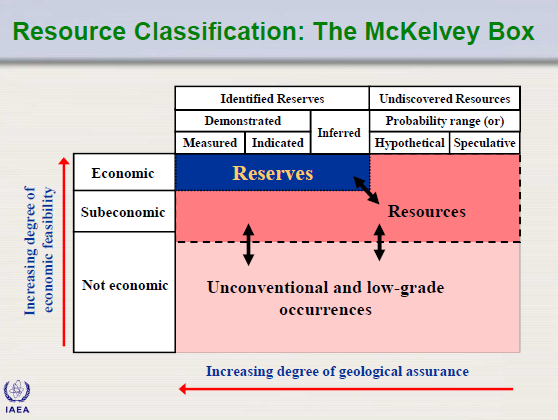 Resource Classification: The McKelvey Box
Identified Reserves
Undiscovered Resources
Demonstrated
Inferred
Probability range (or)
Measured
Indicated
Hypothetical
Speculative
Economic
Reserves
Subeconomic
Resources
Not economic
Unconventional and low-grade
occurrences
Increasing degree of
economic feasibility
Increasing degree of geological assurance
IAEA